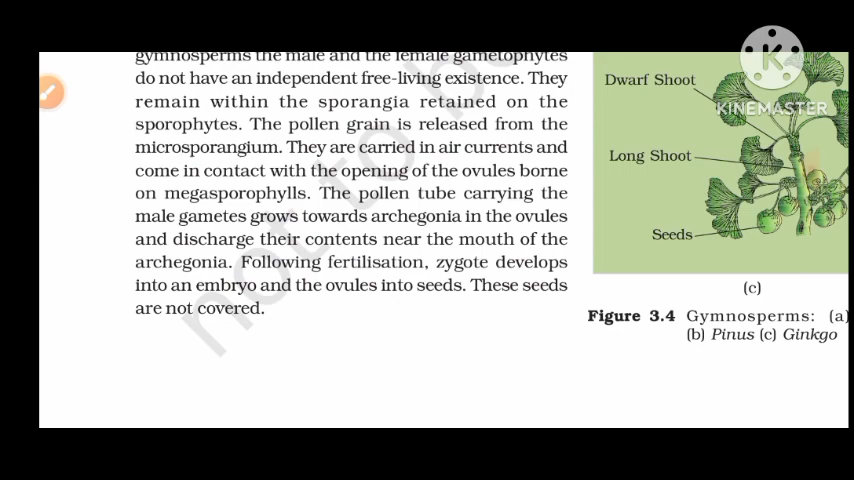 gymnosperms the male and the female gametophytes
do not have an independent free-living existence. They
remain within the sporangia retained on the
sporophytes. The pollen grain is released from the
microsporangium. They are carried in air currents and
come in contact with the opening of the ovules borne
on megasporophylls. The pollen tube carrying the
male gametes grows towards archegonia in the ovules
and discharge their contents near the mouth of the
archegonia. Following fertilisation, zygote develops
into an embryo and the ovules into seeds. These seeds
are not covered.
not to be
K
KINEMASTER
Dwarf Shoot
Long Shoot
Seeds
(c)
Figure 3.4 Gymnosperms: (a)
(b) Pinus (c) Ginkgo